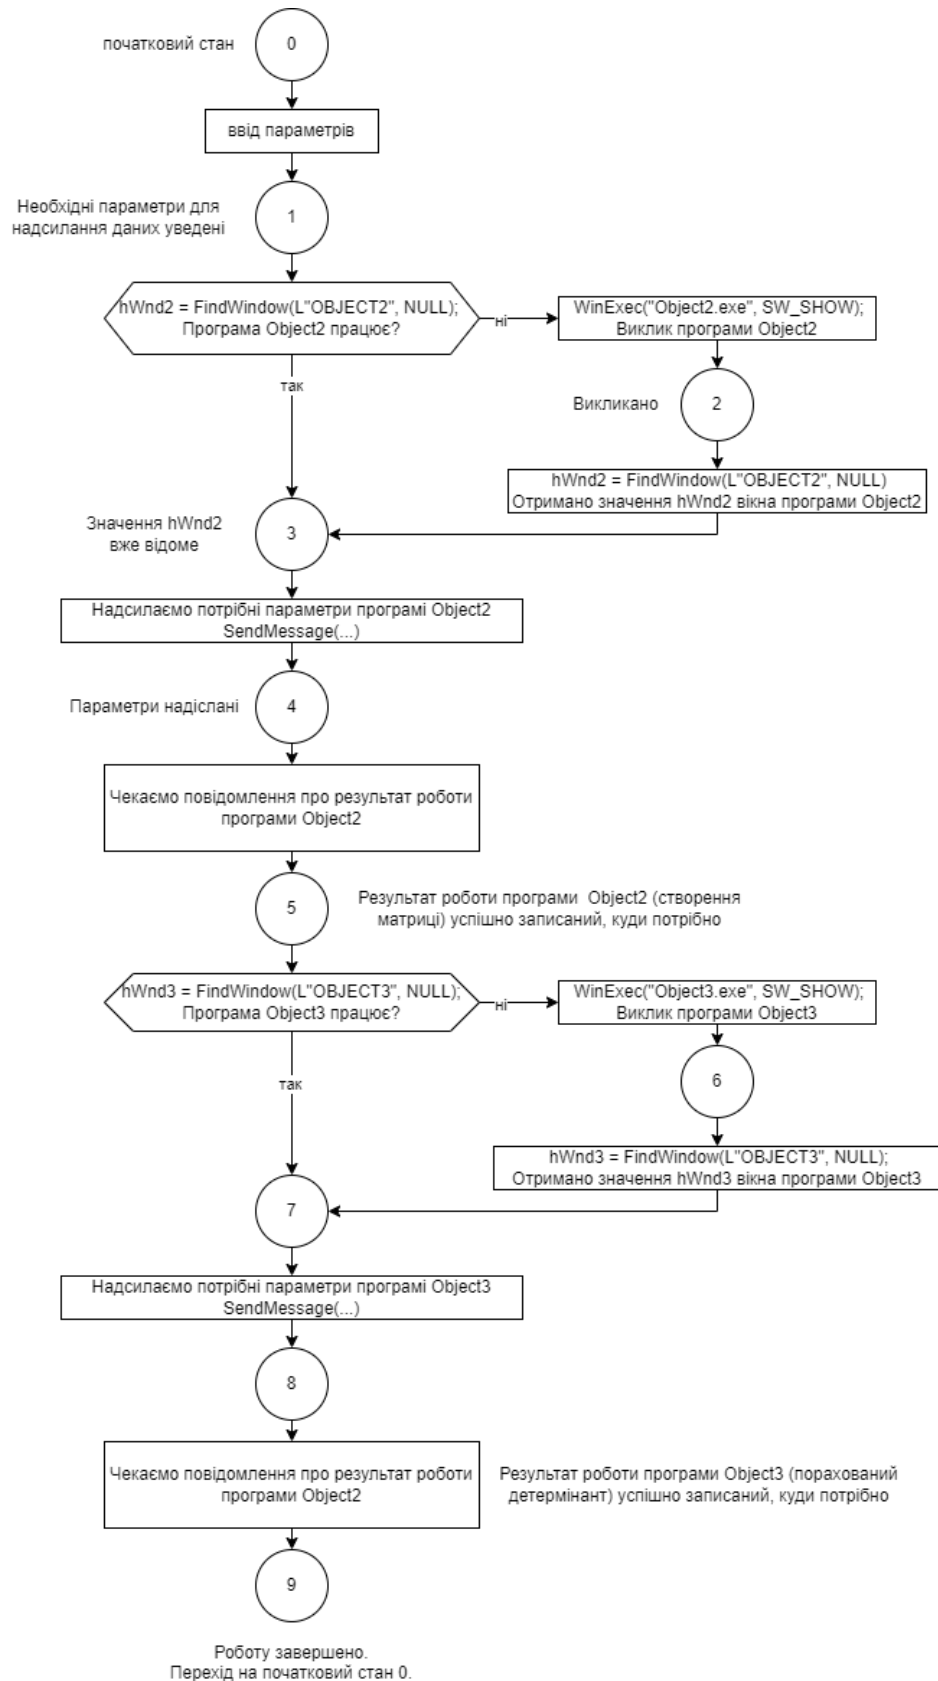 початковий стан
0
ввід параметрів
Необхідні параметри для
надсилання даних уведені
1
hWnd2 = FindWindow(L"OBJECT2", NULL);
Програма Object2 працює?
ні
WinExec("Object2.exe", SW_SHOW);
Виклик програми Object2
так
Викликано
2
hWnd2 = FindWindow(L"OBJECT2", NULL)
Отримано значення hWnd2 вікна програми Object2
Значення hWnd2
вже відоме
3
Надсилаємо потрібні параметри програмі Object2
SendMessage(...)
Параметри надіслані
4
Чекаємо повідомлення про результат роботи
програми Object2
5
Результат роботи програми Object2 (створення
матриці) успішно записаний, куди потрібно
hWnd3 = FindWindow(L"OBJECT3", NULL);
Програма Object3 працює?
ні
WinExec("Object3.exe", SW_SHOW);
Виклик програми Object3
так
6
hWnd3 = FindWindow(L"OBJECT3", NULL);
Отримано значення hWnd3 вікна програми Object3
7
Надсилаємо потрібні параметри програмі Object3
SendMessage(...)
8
Чекаємо повідомлення про результат роботи
програми Object2
Результат роботи програми Object3 (порахований
детермінант) успішно записаний, куди потрібно
9
Роботу завершено.
Перехід на початковий стан 0.